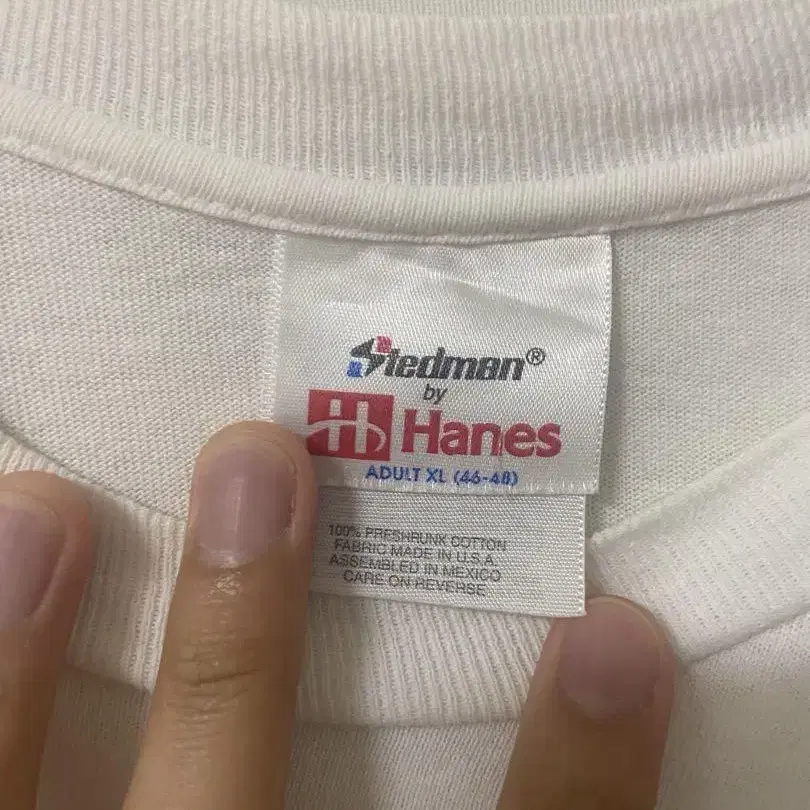 Stedman®
by
H Hanes
ADULT XL (46-48)
100% PRESHRUNK COTTON
FABRIC MADE IN U.S.A.
ASSEMBLED IN MEXICO
CARE ON REVERSE